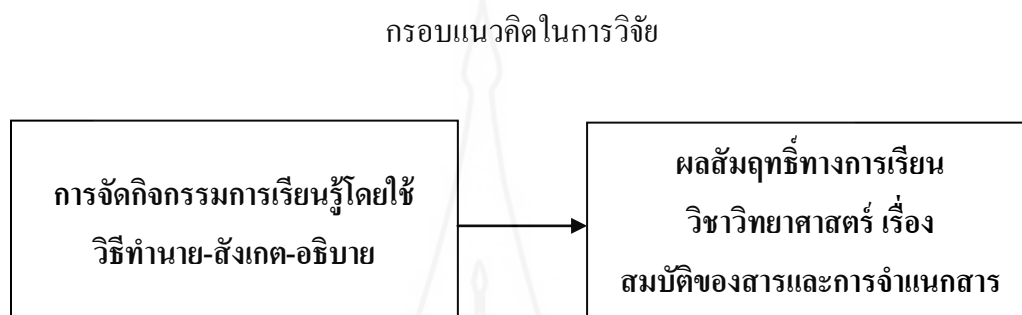 กรอบแนวคิดในการวิจัย
การจัดกิจกรรมการเรียนรู้โดยใช้
วิธีทำนาย-สังเกต-อธิบาย
ผลสัมฤทธิ์ทางการเรียน
วิชาวิทยาศาสตร์ เรื่อง
สมบัติของสารและการจำแนกสาร